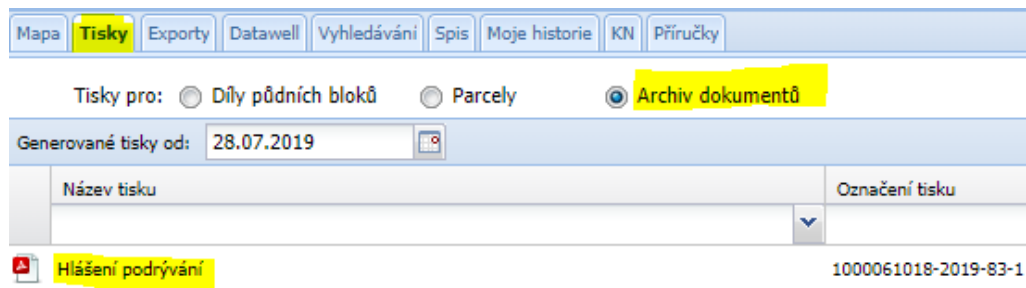 Mapa Tisky Exporty Datawell Vyhledávání Spis Moje historie KN Příručky
Tisky pro: Díly půdních bloků Parcely Archiv dokumentů
Generované tisky od: 28.07.2019
Název tisku Označení tisku
Hlášení podrývání 1000061018-2019-83-1